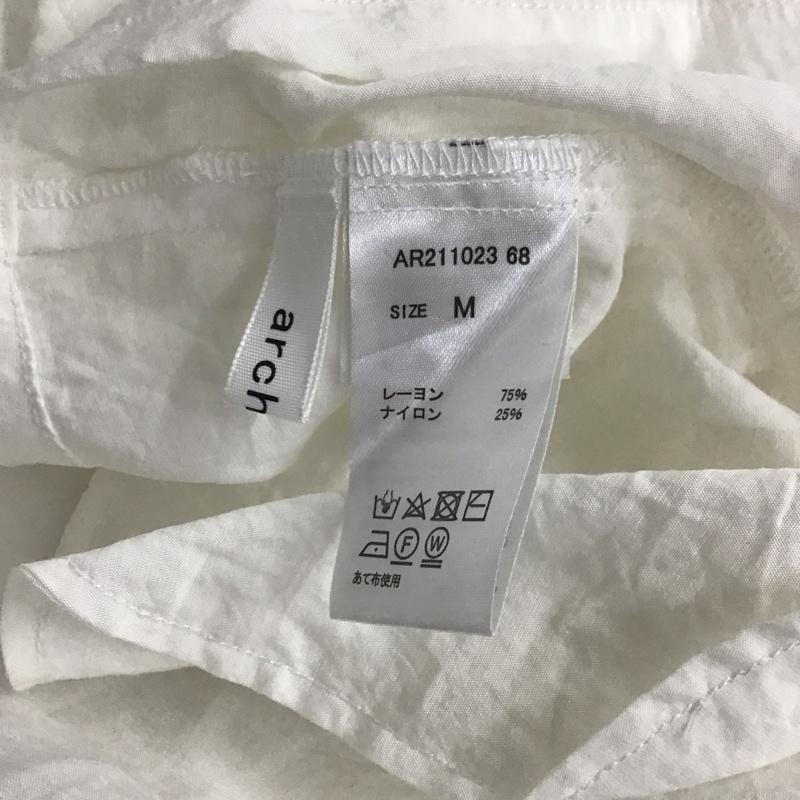 arch
AR211023 68
SIZE M
レーヨン 75%
ナイロン 25%
F W
あて布使用